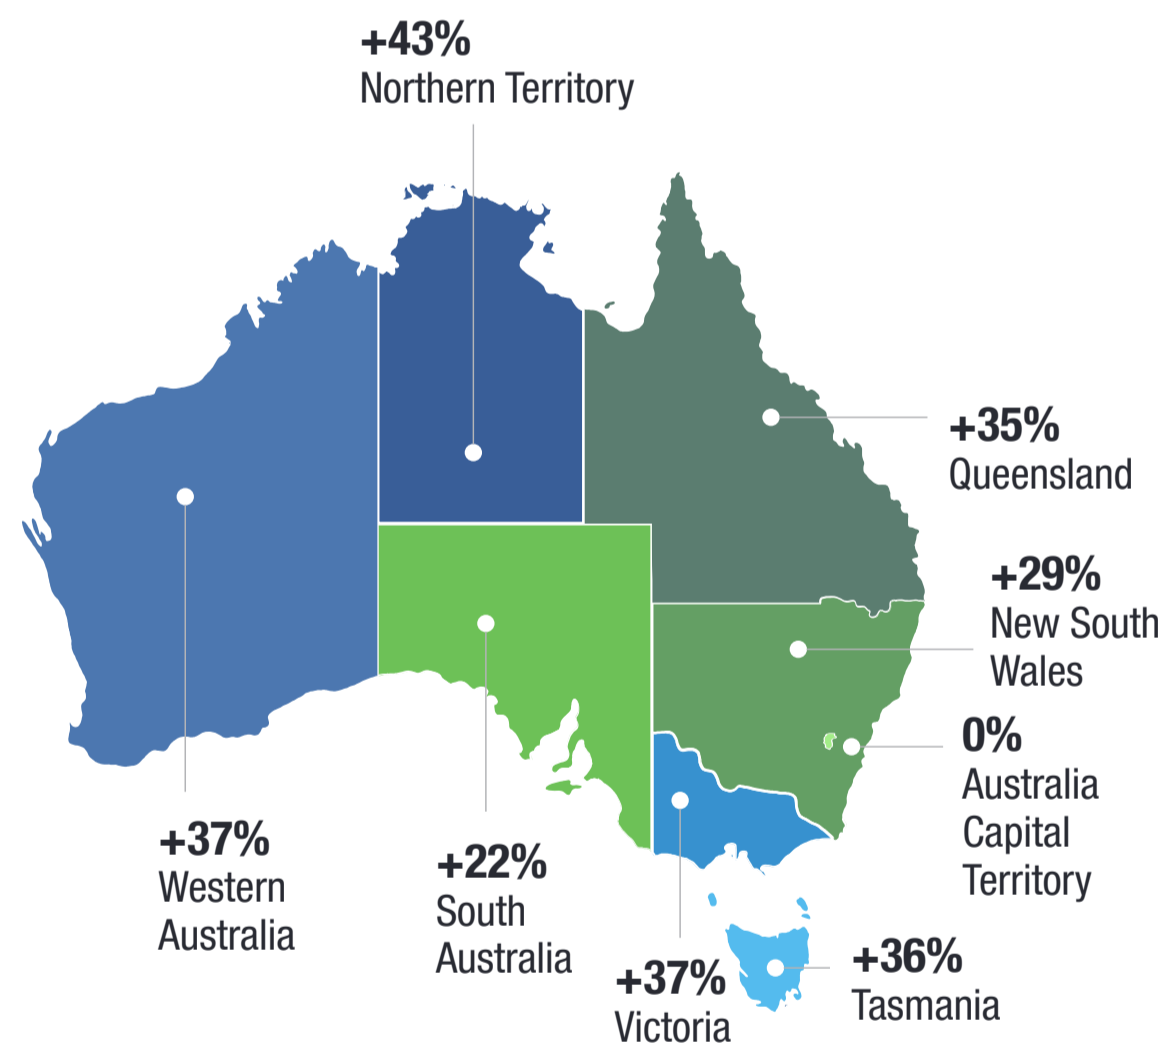 +43%
Northern Territory
+35%
Queensland
+29%
New South
Wales
0%
Australia
Capital
Territory
+37%
Western
Australia
+22%
South
Australia
+37%
Victoria
+36%
Tasmania